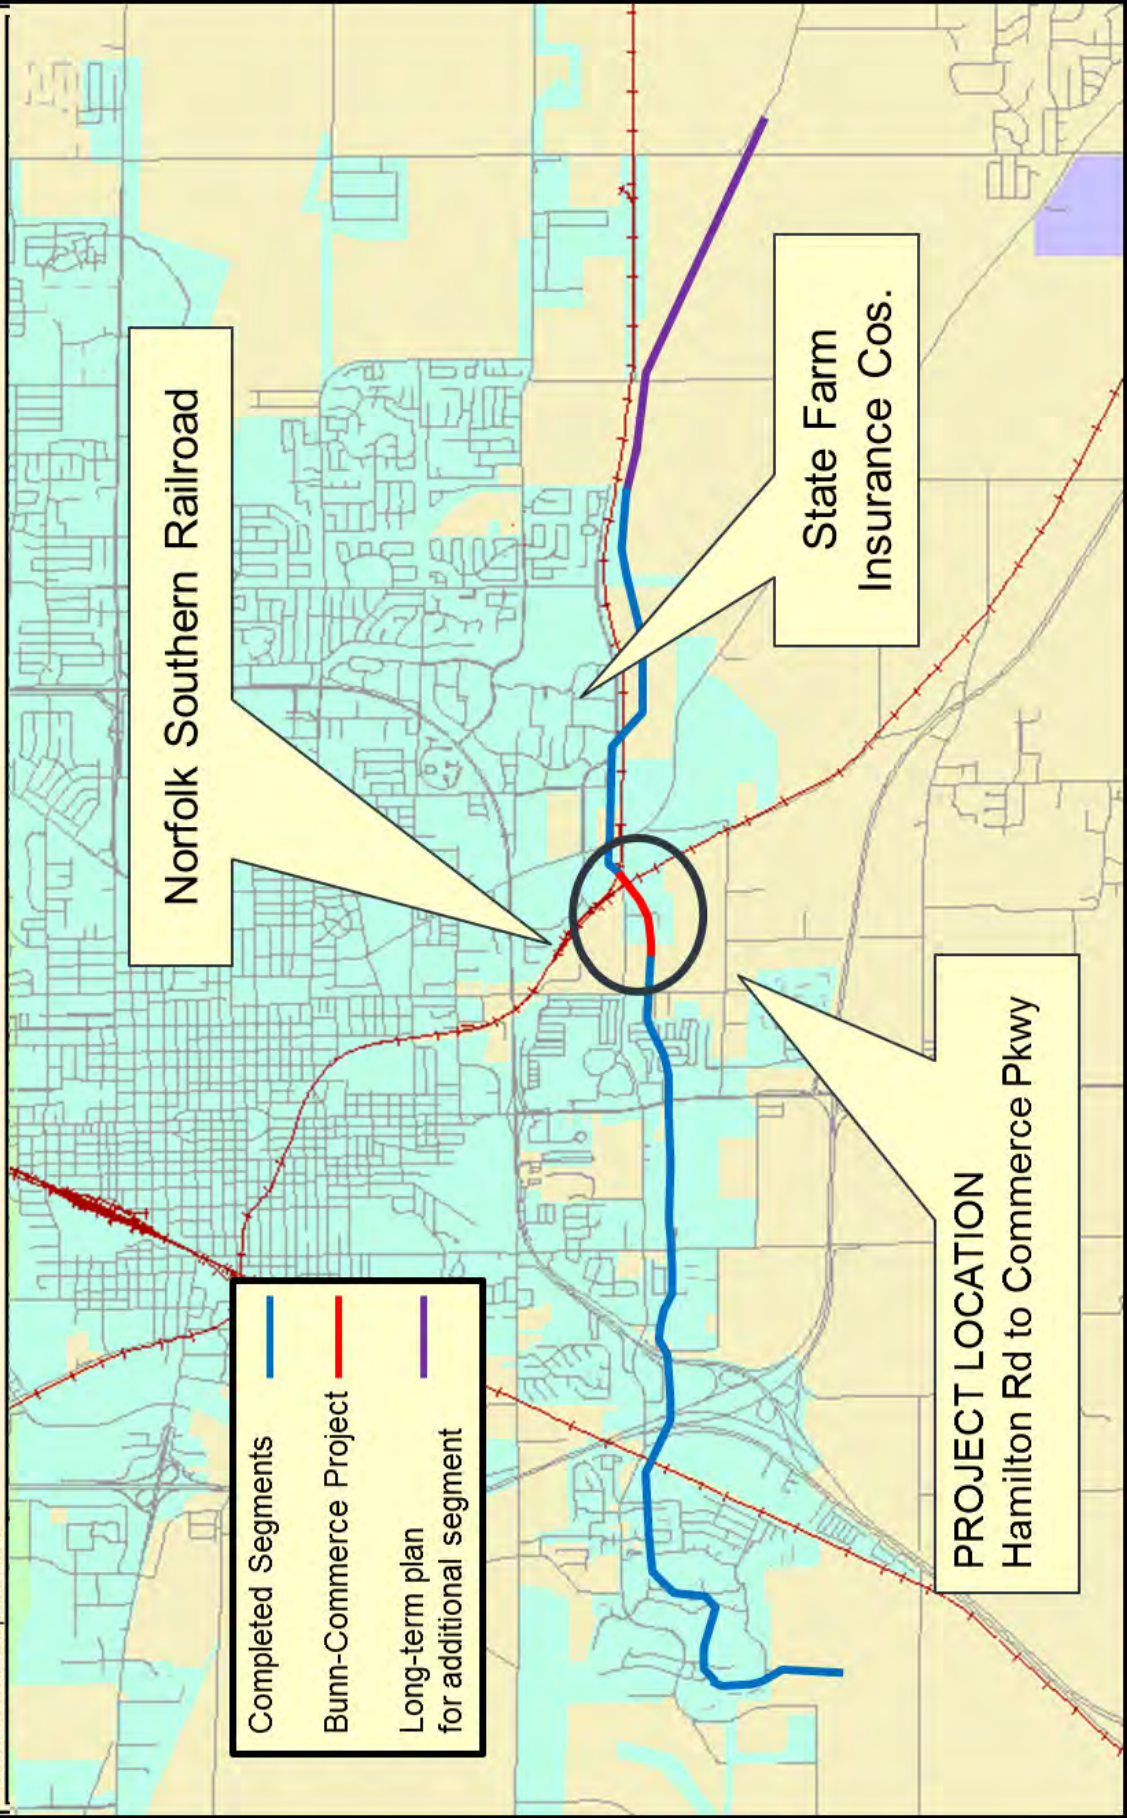 Norfolk Southern Railroad
State Farm
Insurance Cos.
Completed Segments
Bunn-Commerce Project
Long-term plan
for additional segment
PROJECT LOCATION
Hamilton Rd to Commerce Pkwy